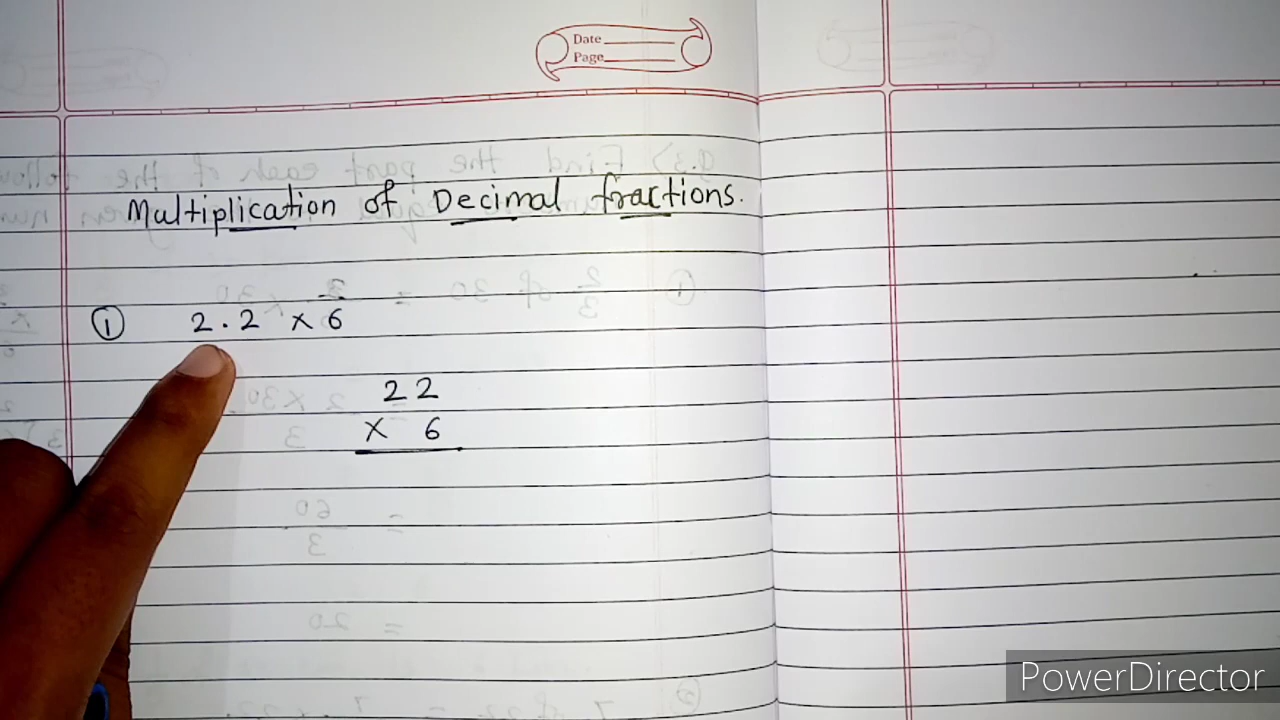 Date
Page
Multiplication of Decimal fractions.
① 2.2 × 6
22
× 6
PowerDirector